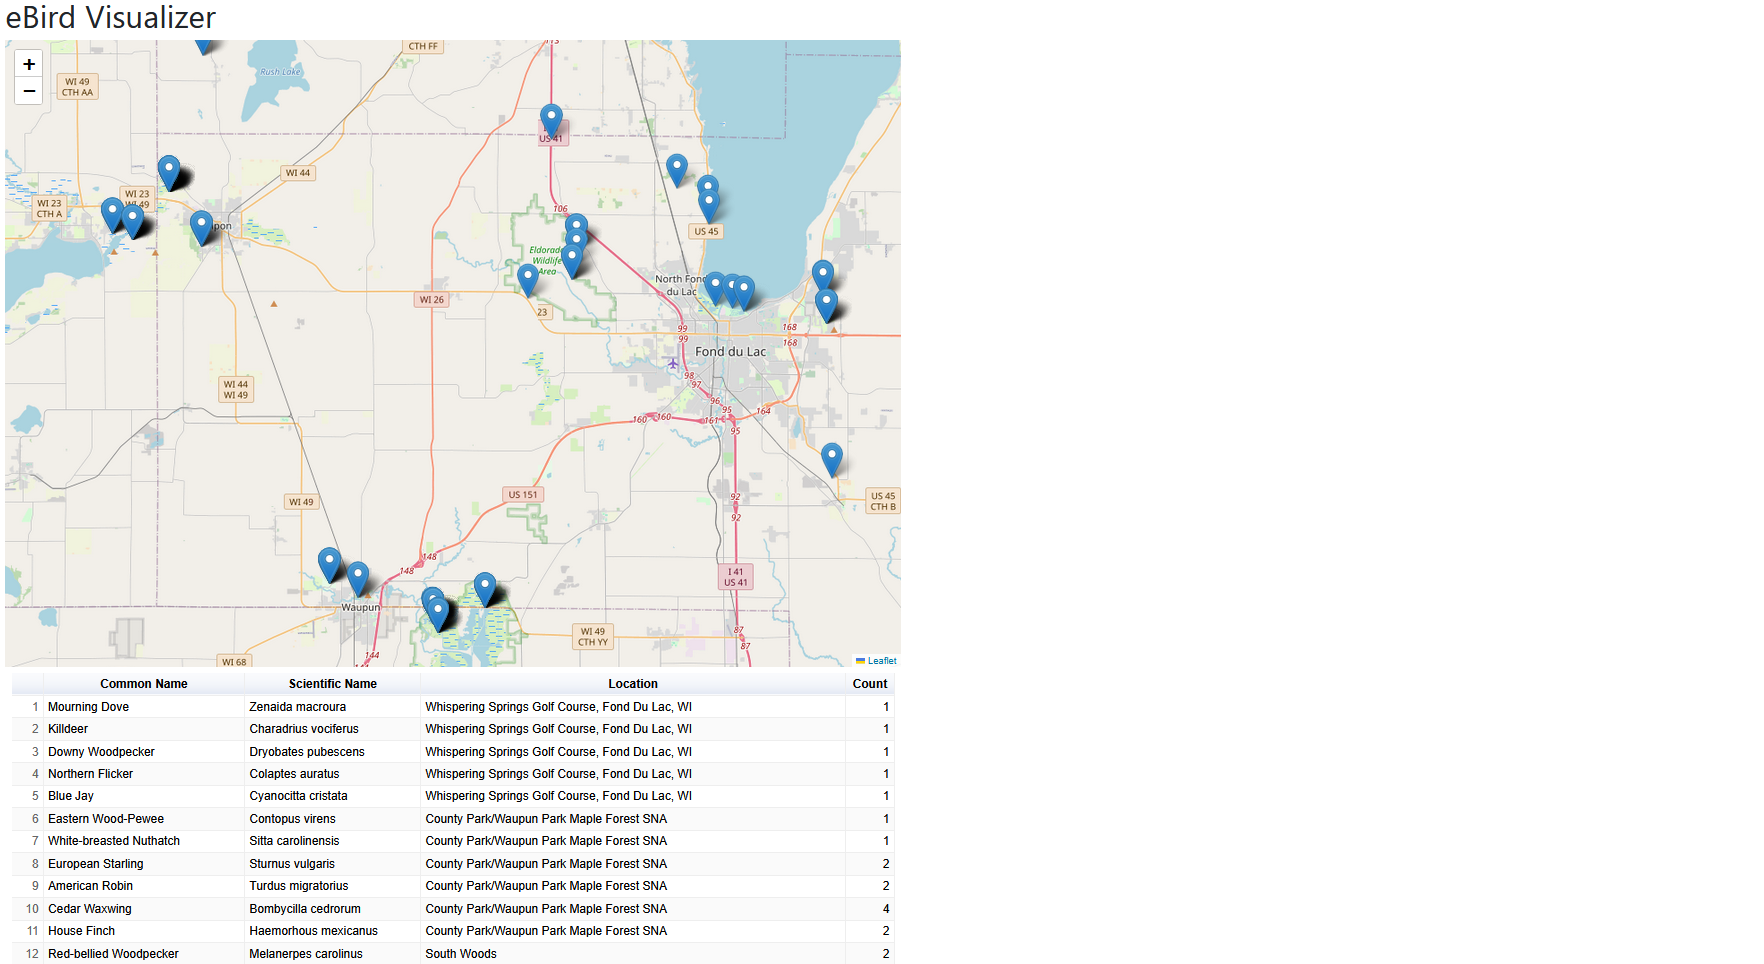 eBird Visualizer
+
−
CTH FF
Rush Lake
WI 49
CTH AA
US 41
WI 44
WI 23
WI 49
WI 23
CTH A
106
US 45
Eldorado
Wildlife
Area
North Fond
du Lac
WI 26
23
99
99
168
168
Fond du Lac
98
97
96
95
164
160
160
161
95
WI 44
WI 49
US 151
92
92
WI 49
US 45
CTH B
148
148
I 41
US 41
Waupun
WI 49
CTH YY
87
87
144
WI 68
Leaflet
Common Name Scientific Name Location Count
1 Mourning Dove Zenaida macroura Whispering Springs Golf Course, Fond Du Lac, WI 1
2 Killdeer Charadrius vociferus Whispering Springs Golf Course, Fond Du Lac, WI 1
3 Downy Woodpecker Dryobates pubescens Whispering Springs Golf Course, Fond Du Lac, WI 1
4 Northern Flicker Colaptes auratus Whispering Springs Golf Course, Fond Du Lac, WI 1
5 Blue Jay Cyanocitta cristata Whispering Springs Golf Course, Fond Du Lac, WI 1
6 Eastern Wood-Pewee Contopus virens County Park/Waupun Park Maple Forest SNA 1
7 White-breasted Nuthatch Sitta carolinensis County Park/Waupun Park Maple Forest SNA 1
8 European Starling Sturnus vulgaris County Park/Waupun Park Maple Forest SNA 2
9 American Robin Turdus migratorius County Park/Waupun Park Maple Forest SNA 2
10 Cedar Waxwing Bombycilla cedrorum County Park/Waupun Park Maple Forest SNA 4
11 House Finch Haemorhous mexicanus County Park/Waupun Park Maple Forest SNA 2
12 Red-bellied Woodpecker Melanerpes carolinus South Woods 2